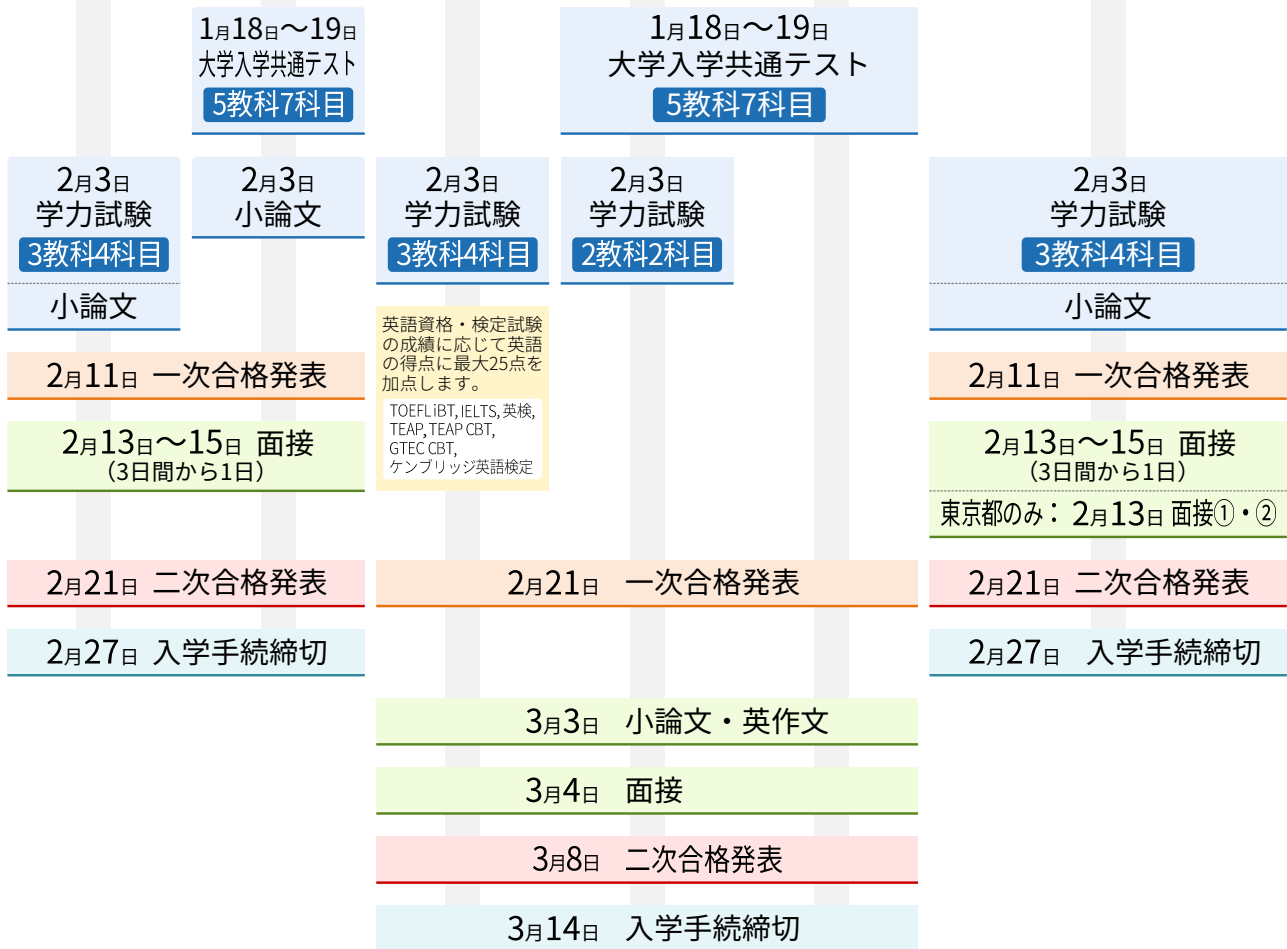 1月18日～19日
大学入学共通テスト
5教科7科目
1月18日～19日
大学入学共通テスト
5教科7科目
2月3日
学力試験
3教科4科目
小論文
2月3日
小論文
2月3日
学力試験
3教科4科目
2月3日
学力試験
2教科2科目
2月3日
学力試験
3教科4科目
小論文
英語資格・検定試験
の成績に応じて英語
の得点に最大25点を
加点します。
TOEFL iBT, IELTS, 英検,
TEAP, TEAP CBT,
GTEC CBT,
ケンブリッジ英語検定
2月11日 一次合格発表
2月11日 一次合格発表
2月13日～15日 面接
（3日間から1日）
2月13日～15日 面接
（3日間から1日）
東京都のみ： 2月13日 面接①・②
2月21日 二次合格発表
2月21日 一次合格発表
2月21日 二次合格発表
2月27日 入学手続締切
2月27日 入学手続締切
3月3日 小論文・英作文
3月4日 面接
3月8日 二次合格発表
3月14日 入学手続締切